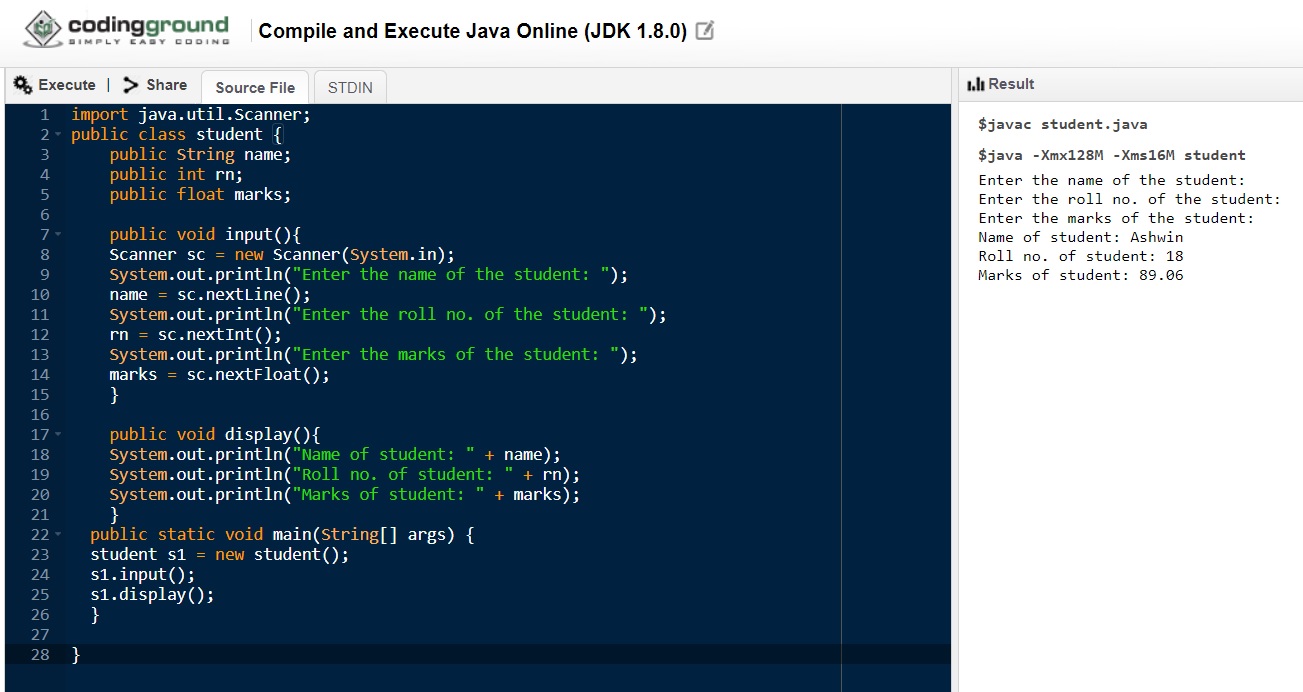 codingground
SIMPLY EASY CODING
Compile and Execute Java Online (JDK 1.8.0)
Execute | Share Source File STDIN
1 import java.util.Scanner;
2 public class student {
3     public String name;
4     public int rn;
5     public float marks;
6
7     public void input(){
8     Scanner sc = new Scanner(System.in);
9     System.out.println("Enter the name of the student: ");
10     name = sc.nextLine();
11     System.out.println("Enter the roll no. of the student: ");
12     rn = sc.nextInt();
13     System.out.println("Enter the marks of the student: ");
14     marks = sc.nextFloat();
15     }
16
17     public void display(){
18     System.out.println("Name of student: " + name);
19     System.out.println("Roll no. of student: " + rn);
20     System.out.println("Marks of student: " + marks);
21     }
22   public static void main(String[] args) {
23   student s1 = new student();
24   s1.input();
25   s1.display();
26   }
27
28 }
Result
$javac student.java
$java -Xmx128M -Xms16M student
Enter the name of the student:
Enter the roll no. of the student:
Enter the marks of the student:
Name of student: Ashwin
Roll no. of student: 18
Marks of student: 89.06